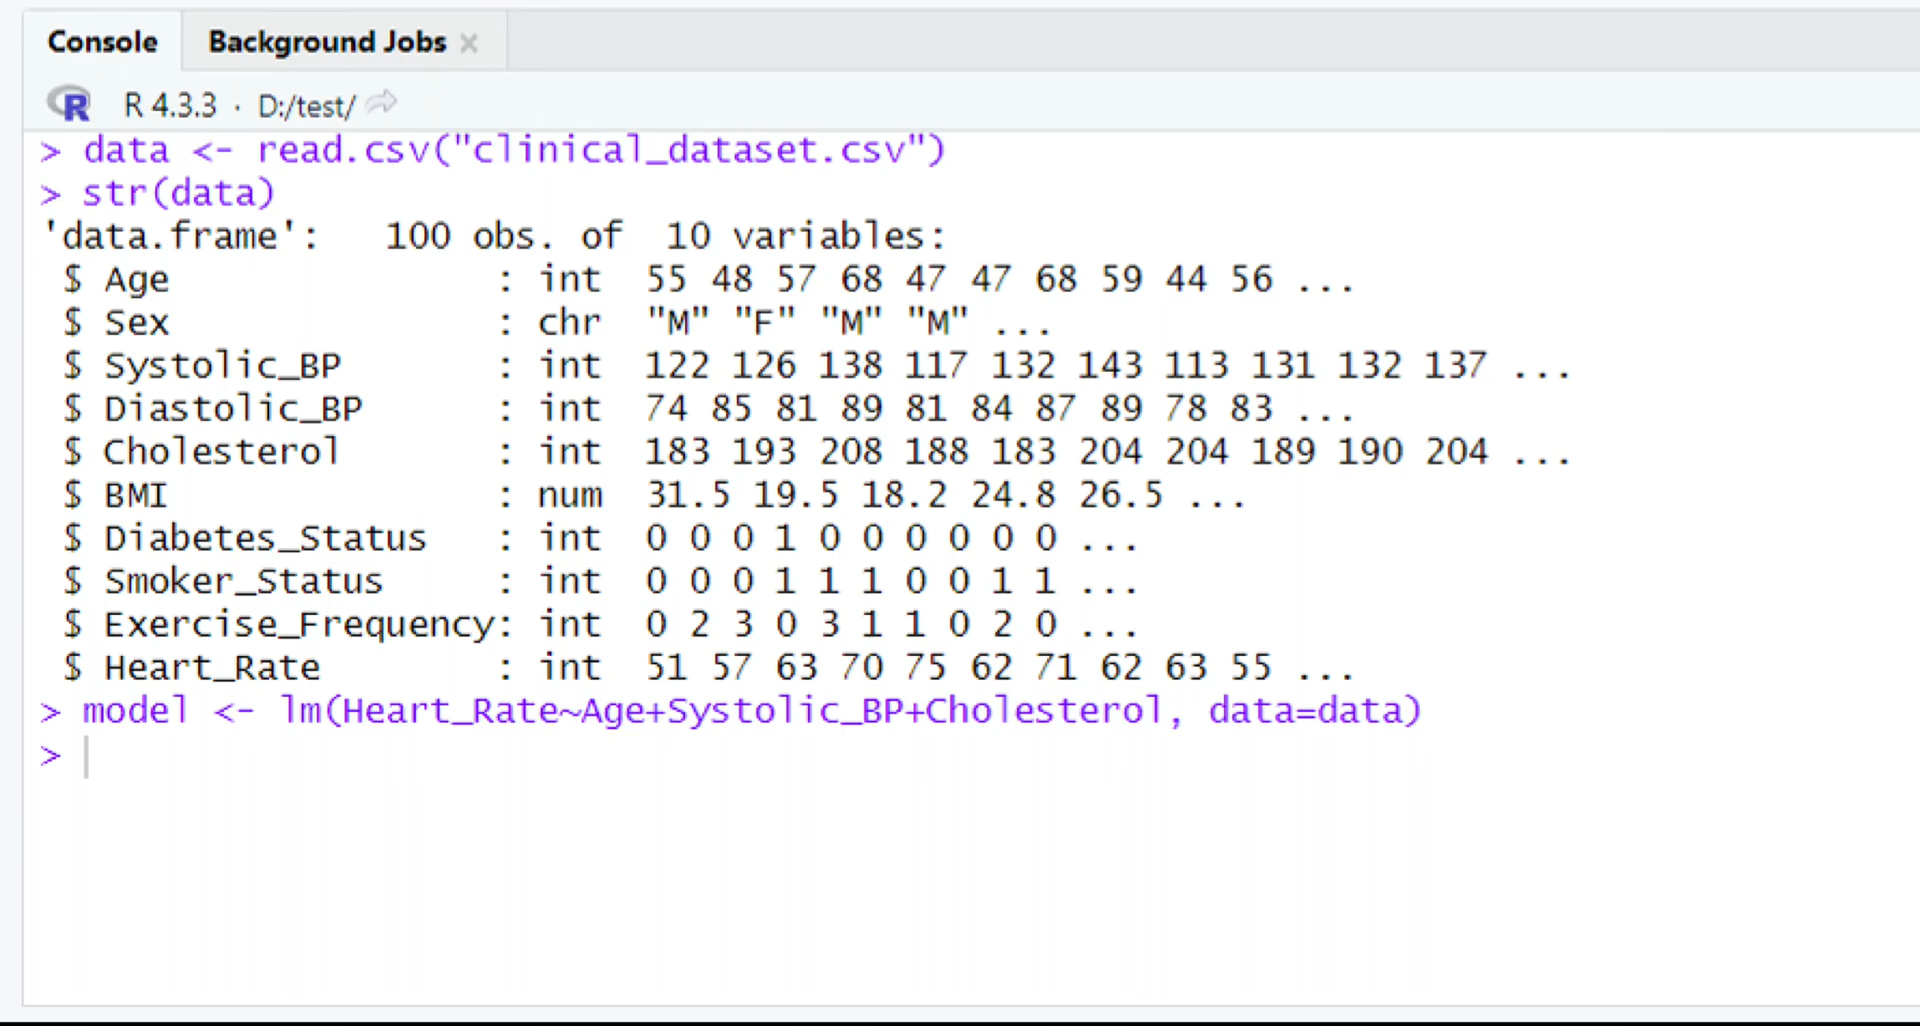 Console Background Jobs ×
R R 4.3.3 · D:/test/
> data <- read.csv("clinical_dataset.csv")
> str(data)
'data.frame':   100 obs. of  10 variables:
 $ Age               : int  55 48 57 68 47 47 68 59 44 56 ...
 $ Sex               : chr  "M" "F" "M" "M" ...
 $ Systolic_BP       : int  122 126 138 117 132 143 113 131 132 137 ...
 $ Diastolic_BP      : int  74 85 81 89 81 84 87 89 78 83 ...
 $ Cholesterol       : int  183 193 208 188 183 204 204 189 190 204 ...
 $ BMI               : num  31.5 19.5 18.2 24.8 26.5 ...
 $ Diabetes_Status   : int  0 0 0 1 0 0 0 0 0 0 ...
 $ Smoker_Status     : int  0 0 0 1 1 1 0 0 1 1 ...
 $ Exercise_Frequency: int  0 2 3 0 3 1 1 0 2 0 ...
 $ Heart_Rate        : int  51 57 63 70 75 62 71 62 63 55 ...
> model <- lm(Heart_Rate~Age+Systolic_BP+Cholesterol, data=data)
>